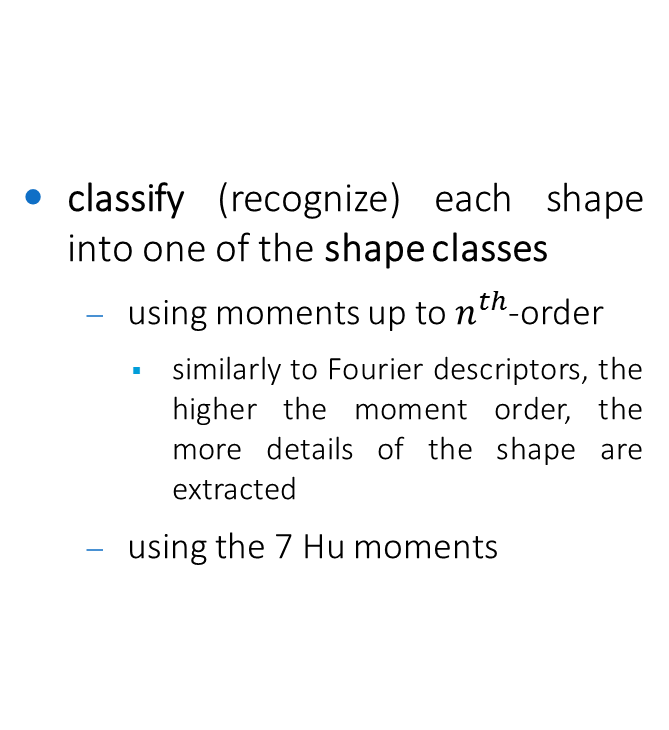 • classify (recognize) each shape
into one of the shape classes
– using moments up to nᵗʰ-order
▪ similarly to Fourier descriptors, the
higher the moment order, the
more details of the shape are
extracted
– using the 7 Hu moments